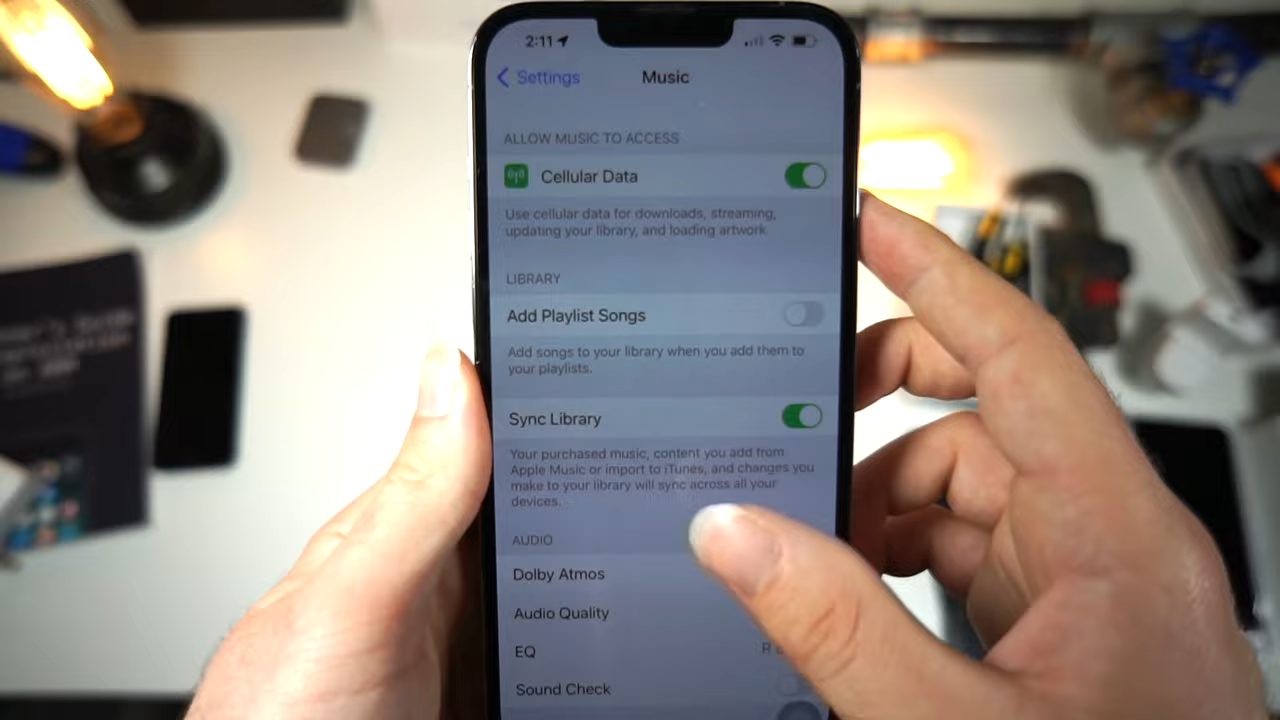 2:11
Settings
Music
ALLOW MUSIC TO ACCESS
Cellular Data
Use cellular data for downloads, streaming,
updating your library, and loading artwork.
LIBRARY
Add Playlist Songs
Add songs to your library when you add them to
your playlists.
Sync Library
Your purchased music, content you add from
Apple Music or import to iTunes, and changes you
make to your library will sync across all your
devices.
AUDIO
Dolby Atmos
Audio Quality
EQ
Sound Check